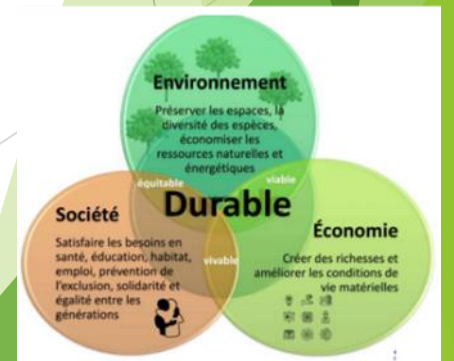 Environnement
Préserver les espaces, la
diversité des espèces,
économiser les
ressources naturelles et
énergétiques
équitable
viable
Durable
Société
Satisfaire les besoins en
santé, éducation, habitat,
emploi, prévention de
l'exclusion, solidarité et
égalité entre les
générations
vivable
Économie
Créer des richesses et
améliorer les conditions de
vie matérielles